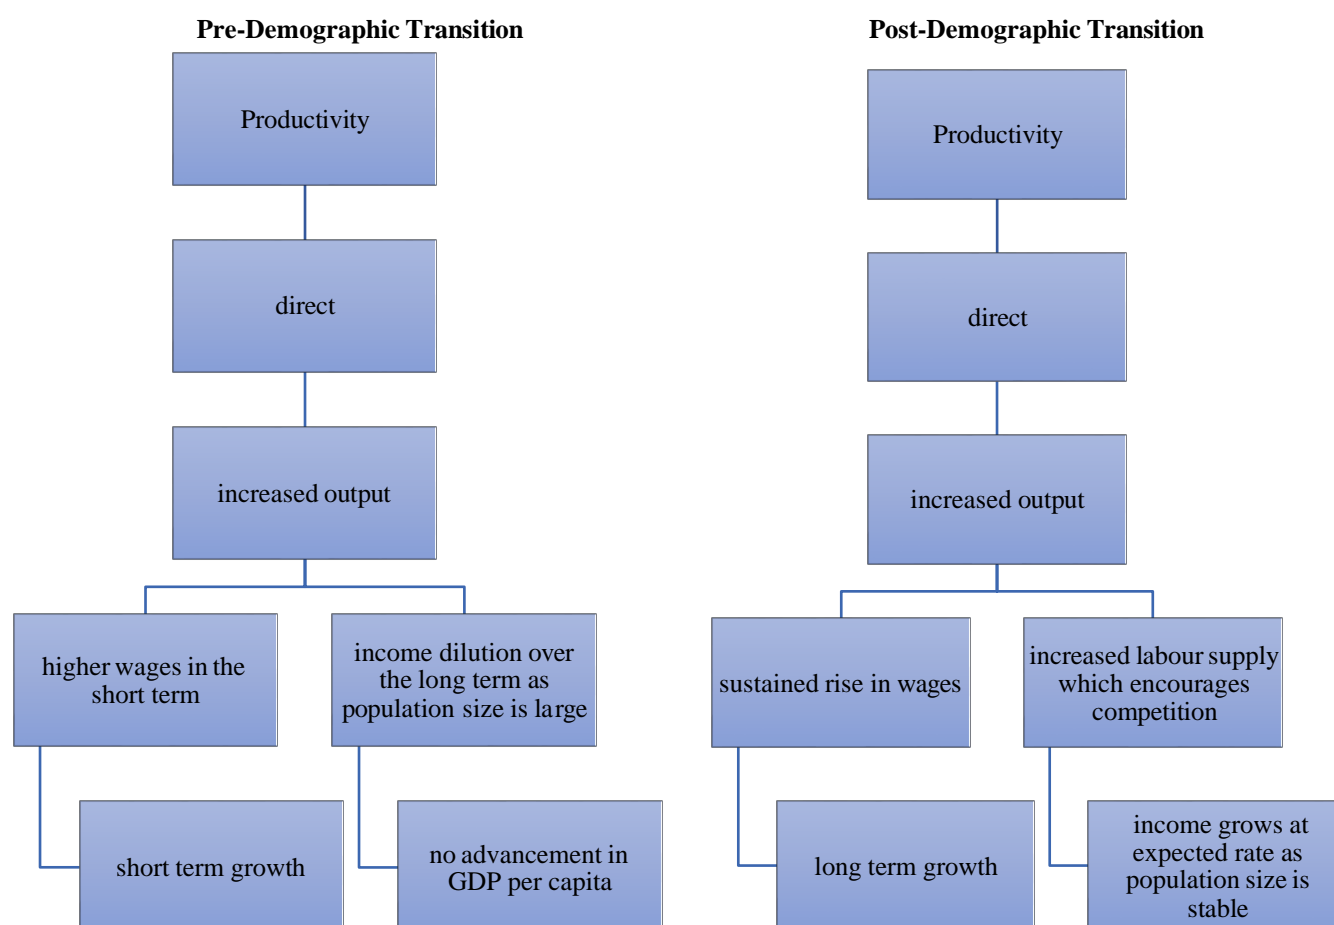 Pre-Demographic Transition
Productivity
direct
increased output
higher wages in the
short term
income dilution over
the long term as
population size is large
short term growth
no advancement in
GDP per capita
Post-Demographic Transition
Productivity
direct
increased output
sustained rise in wages
increased labour supply
which encourages
competition
long term growth
income grows at
expected rate as
population size is
stable